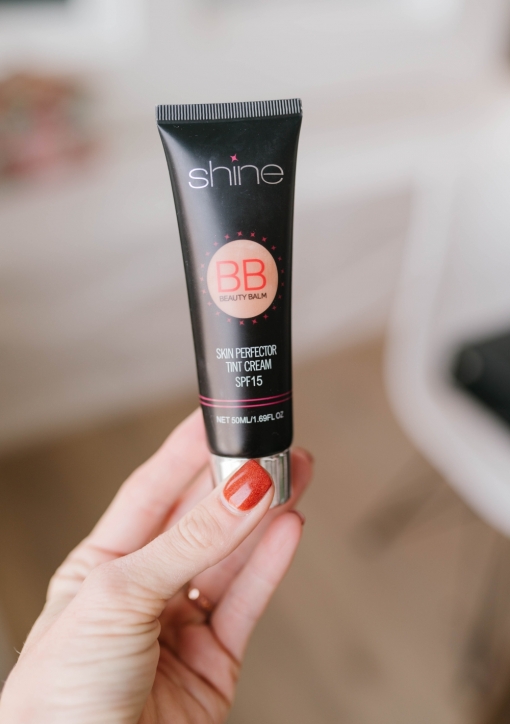 shine
BB
BEAUTY BALM
SKIN PERFECTOR
TINT CREAM
SPF15
NET 50ML/1.69FL OZ